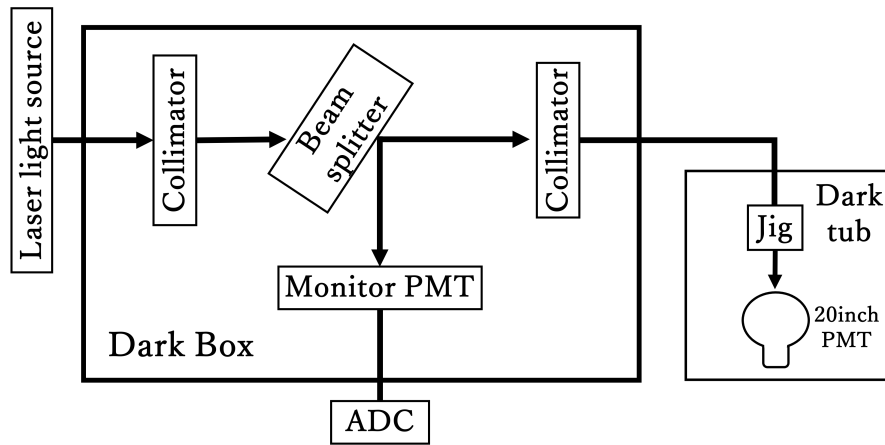 Laser light source
Collimator
Beam
splitter
Collimator
Dark
tub
Jig
Monitor PMT
20inch
PMT
Dark Box
ADC